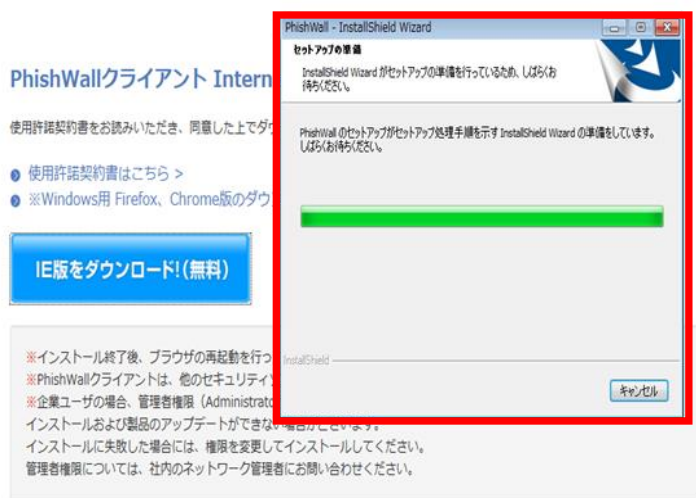 PhishWallクライアント Intern
使用許諾契約書をお読みいただき、同意した上でダウ
使用許諾契約書はこちら >
※Windows用 Firefox、Chrome版のダウ
IE版をダウンロード!(無料)
※インストール終了後、ブラウザの再起動を行っ
※PhishWallクライアントは、他のセキュリティ
※企業ユーザの場合、管理者権限（Administrato
インストールおよび製品のアップデートができない場合がございます。
インストールに失敗した場合には、権限を変更してインストールしてください。
管理者権限については、社内のネットワーク管理者にお問い合わせください。
PhishWall - InstallShield Wizard
セットアップの準備
InstallShield Wizard がセットアップの準備を行っているため、しばらくお
待ちください。
PhishWall のセットアップがセットアップ処理手順を示す InstallShield Wizard の準備をしています。
しばらくお待ちください。
InstallShield
キャンセル